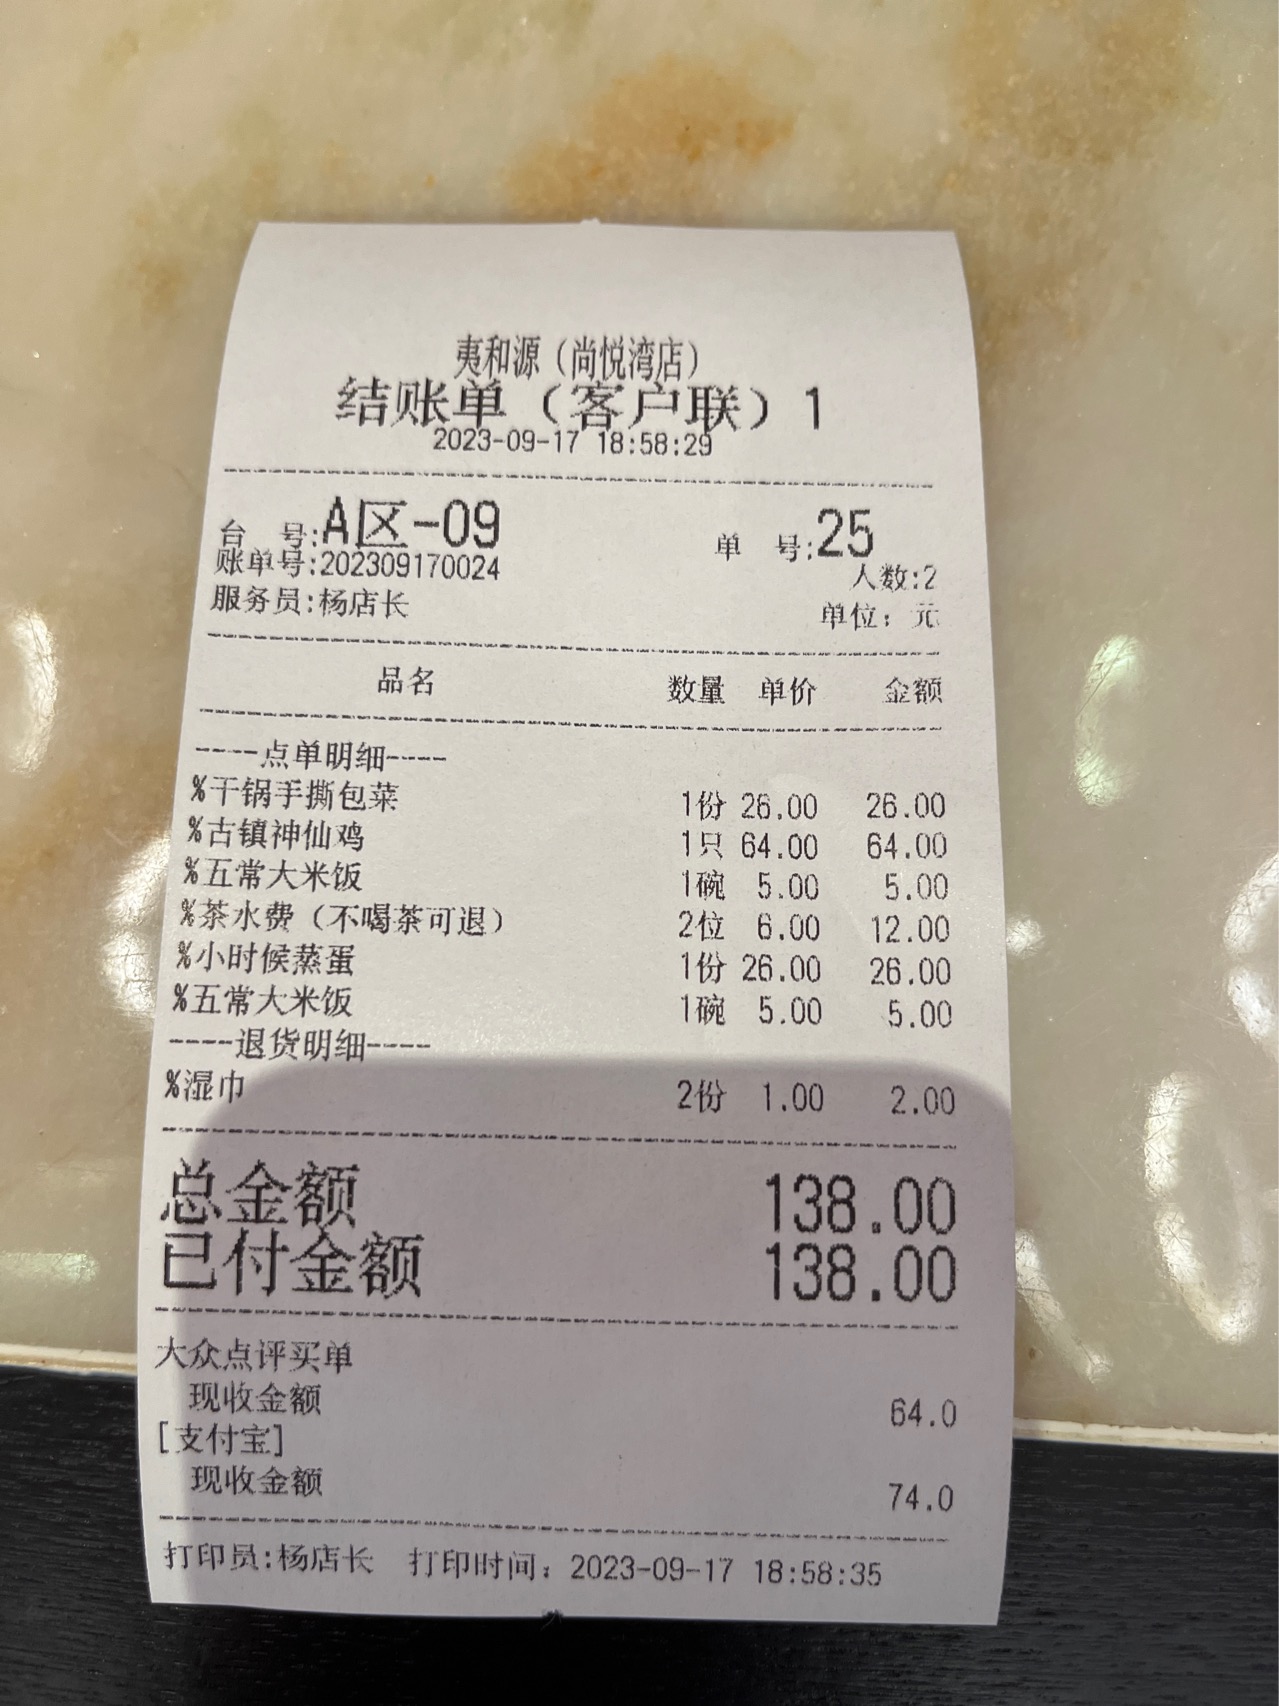 夷和源（尚悦湾店）
结账单（客户联）1
2023-09-17 18:58:29
台 号:A区-09 单 号:25
账单号:202309170024 人数:2
服务员:杨店长 单位：元
品名 数量 单价 金额
----点单明细----
%干锅手撕包菜 1份 26.00 26.00
%古镇神仙鸡 1只 64.00 64.00
%五常大米饭 1碗 5.00 5.00
%茶水费（不喝茶可退） 2位 6.00 12.00
%小时候蒸蛋 1份 26.00 26.00
%五常大米饭 1碗 5.00 5.00
----退货明细----
%湿巾 2份 1.00 2.00
总金额 138.00
已付金额 138.00
大众点评买单
现收金额 64.0
[支付宝]
现收金额 74.0
打印员:杨店长 打印时间：2023-09-17 18:58:35